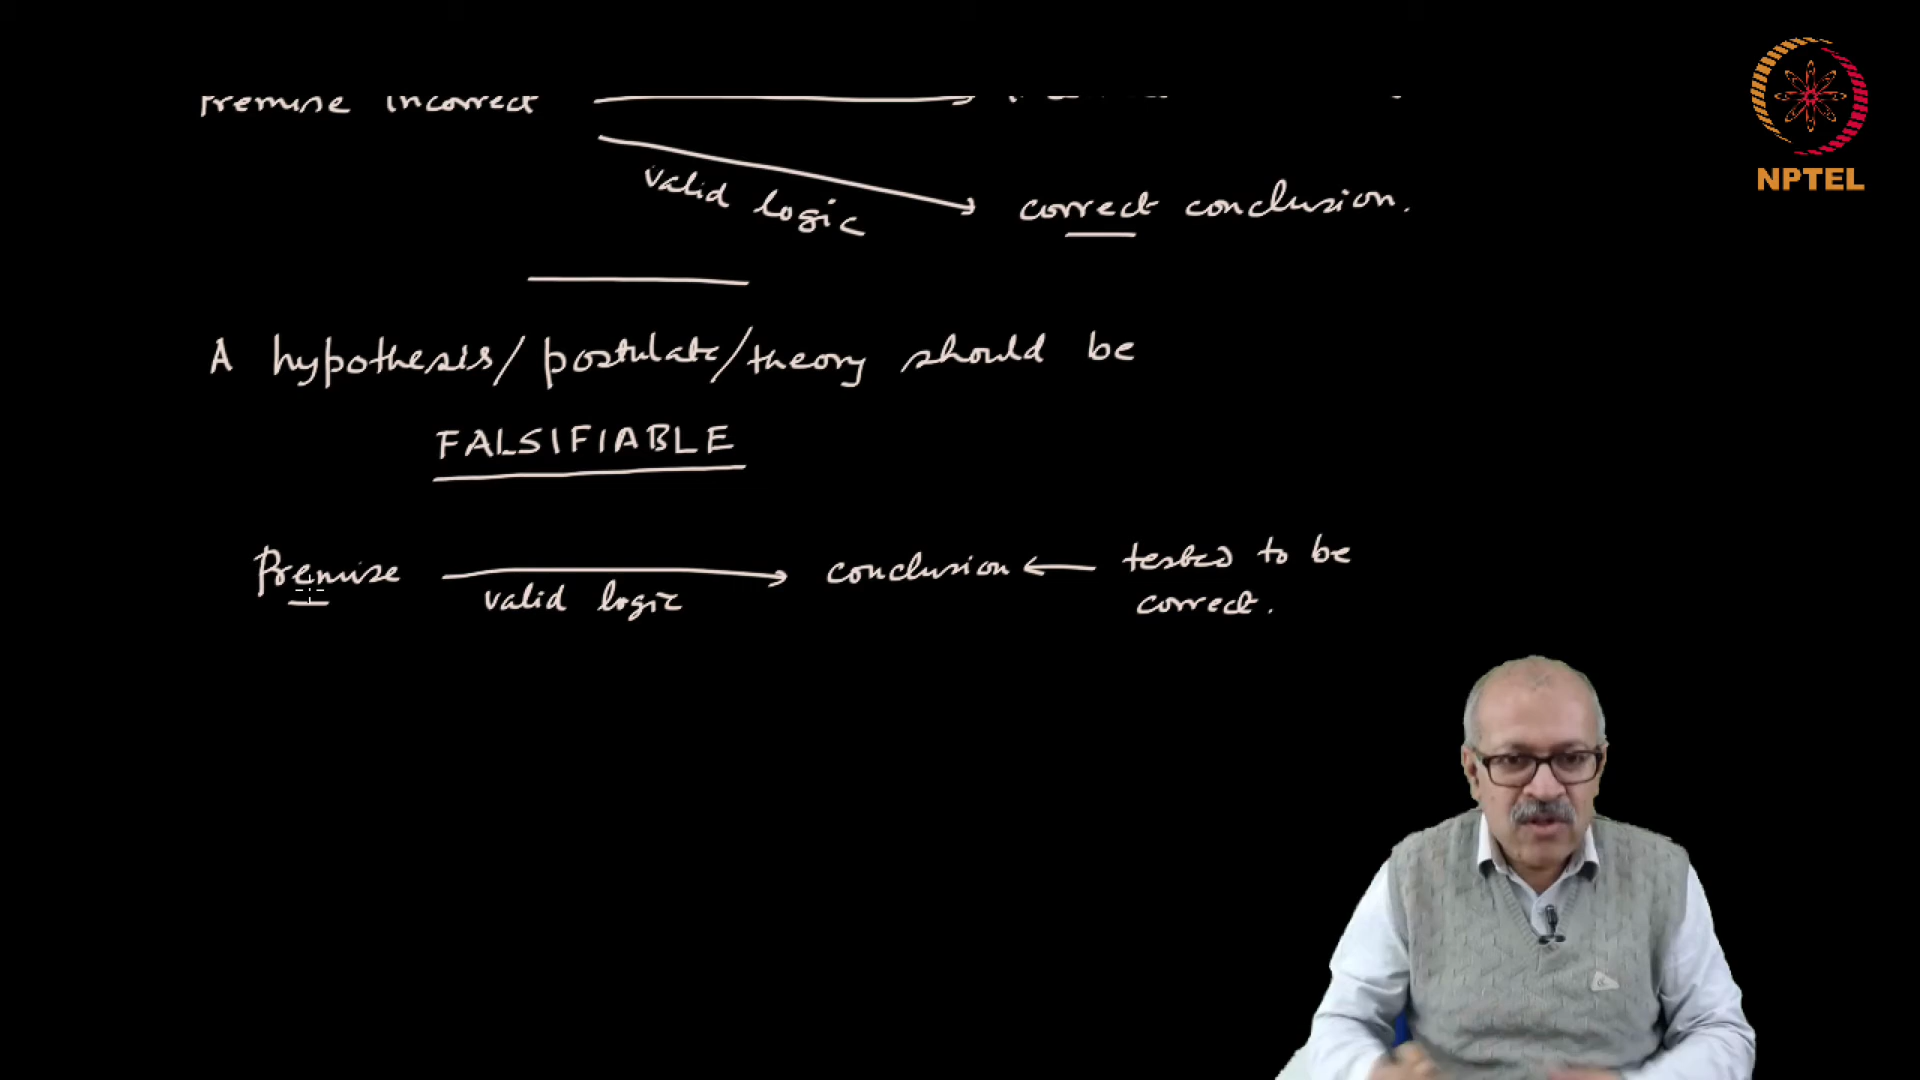 Premise incorrect
valid logic
correct conclusion.
A hypothesis/postulate/theory should be
FALSIFIABLE
Premise valid logic conclusion ← tested to be
correct.
NPTEL